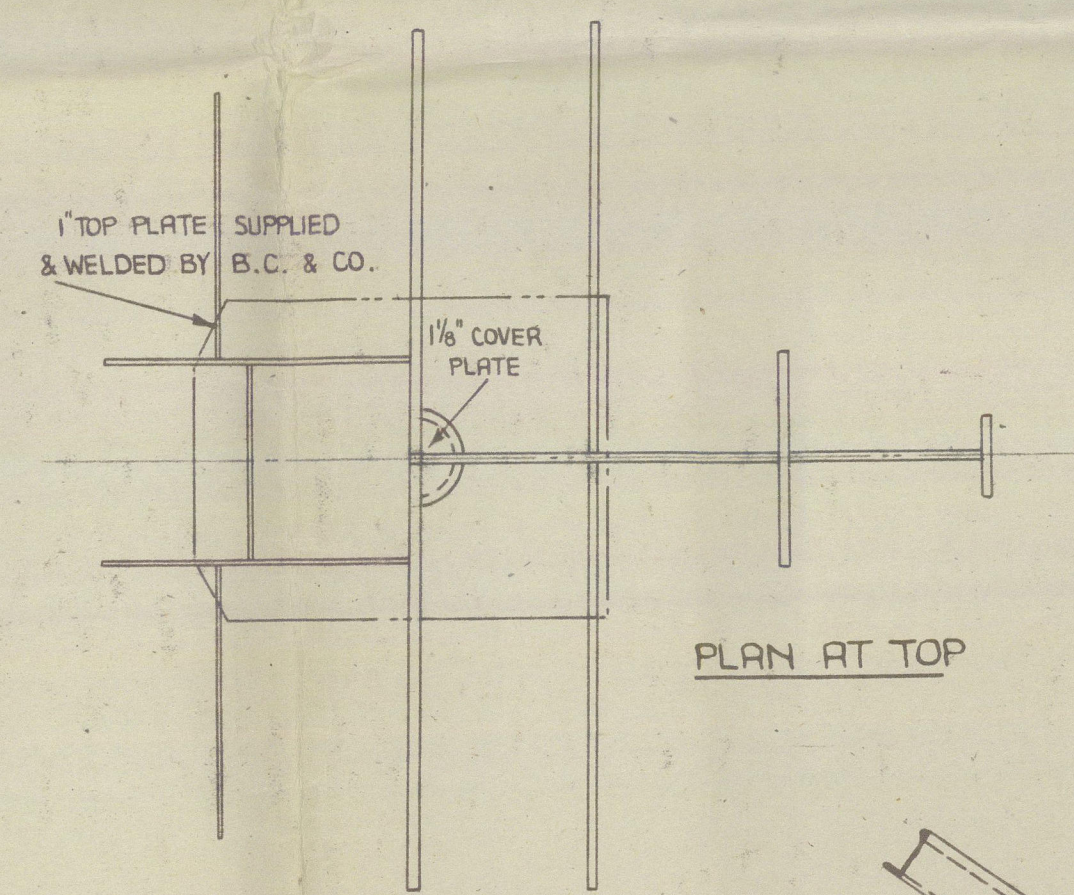 1" TOP PLATE SUPPLIED
& WELDED BY B.C. & CO.
1⅛" COVER
PLATE
PLAN AT TOP